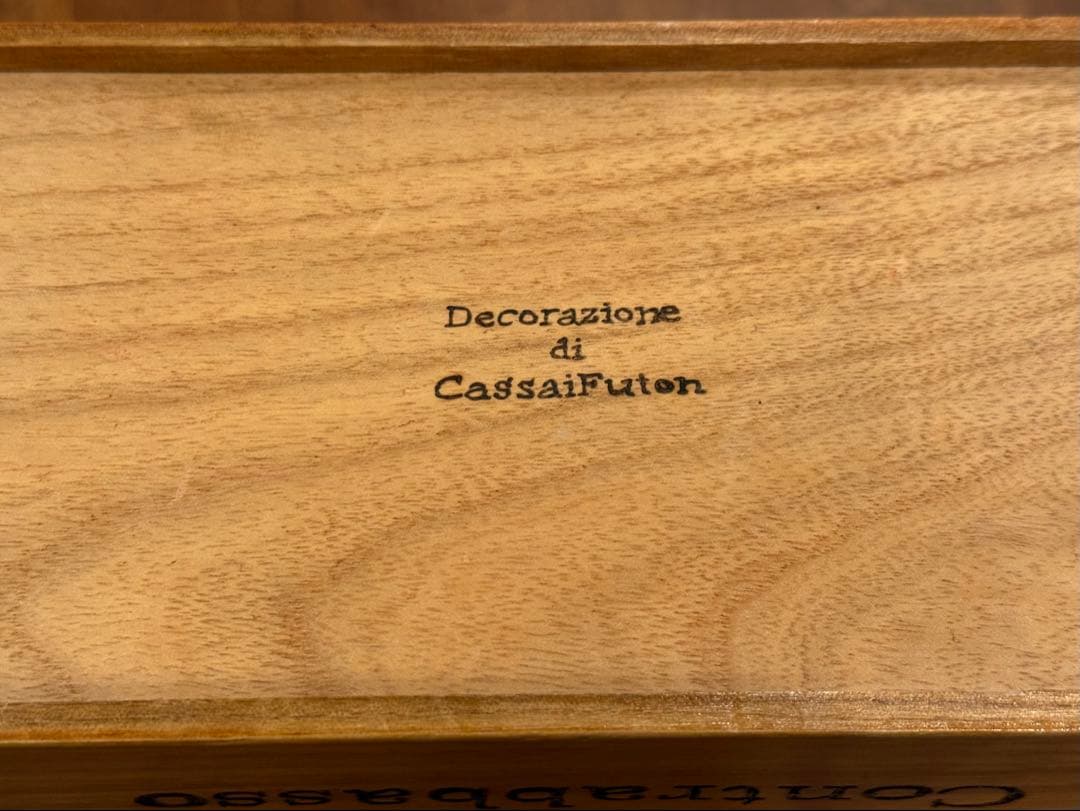 Decorazione
di
CassaiFuton
Contrabbasso